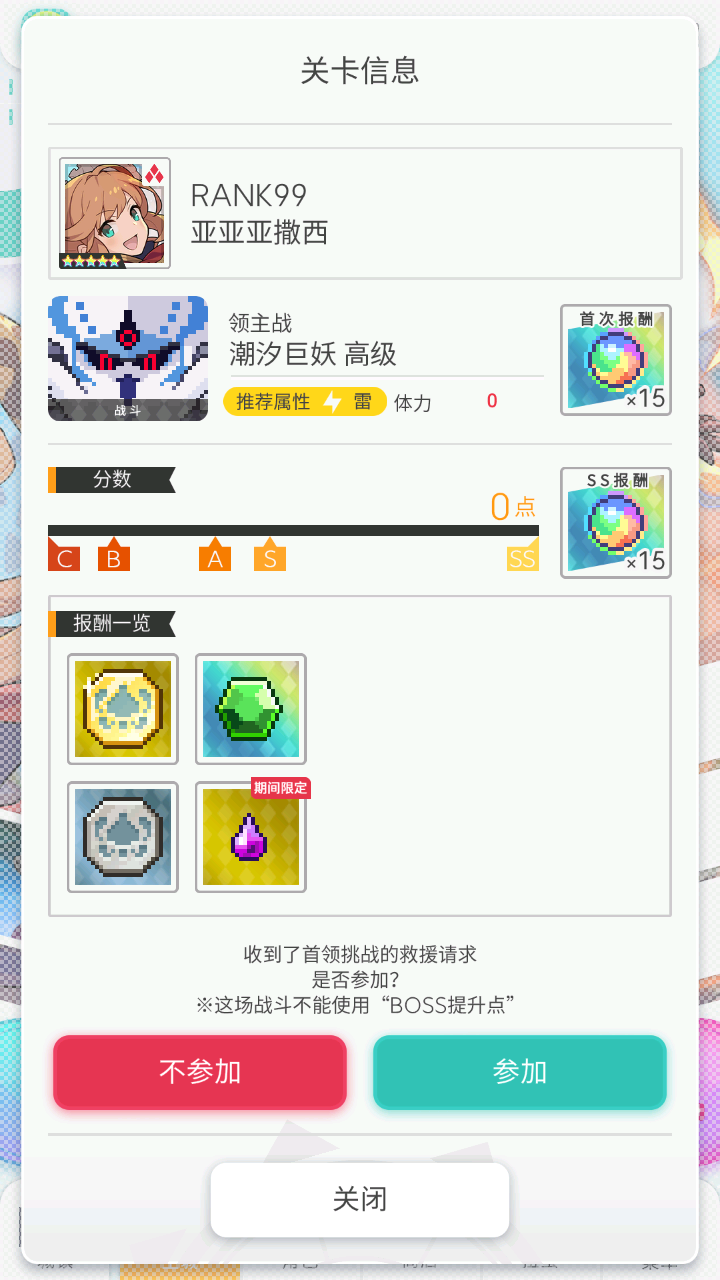 关卡信息
RANK99
亚亚亚撒西
领主战
潮汐巨妖 高级
战斗
推荐属性 雷 体力 0
首次报酬
×15
分数
0点
C B A S SS
SS报酬
×15
报酬一览
期间限定
收到了首领挑战的救援请求
是否参加?
※这场战斗不能使用“BOSS提升点”
不参加
参加
关闭